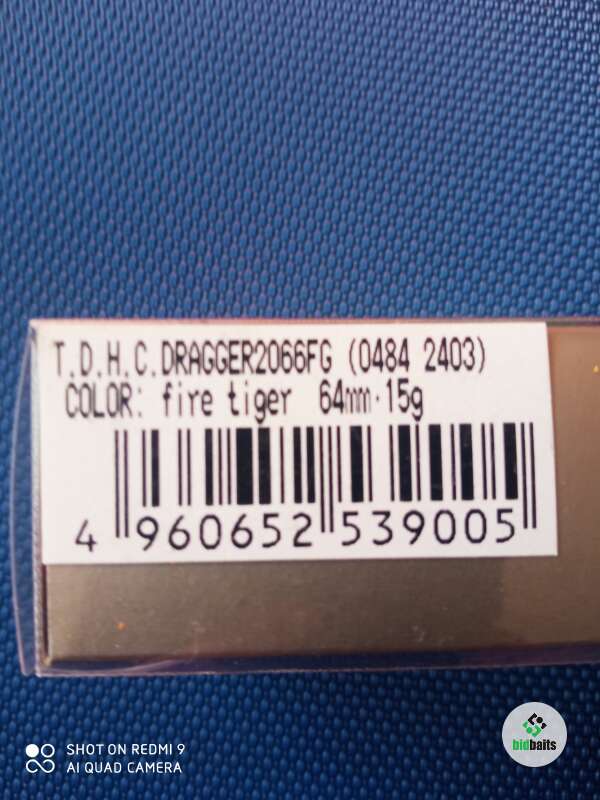 T.D.H.C.DRAGGER2066FG (0484 2403)
COLOR: fire tiger 64mm·15g
4 960652 539005
bidbaits
SHOT ON REDMI 9
AI QUAD CAMERA